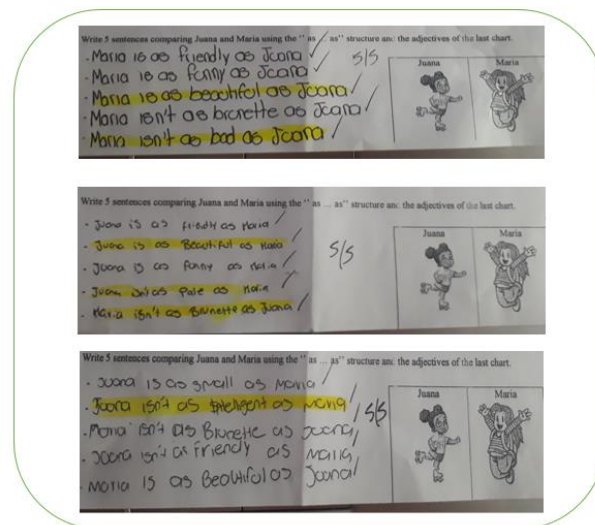 Write 5 sentences comparing Juana and Maria using the " as ... as" structure and the adjectives of the last chart.
- Maria is as friendly as Juana
- Maria is as funny as Juana
- Maria is as beautiful as Juana
- Maria isn't as brunette as Juana
- Maria isn't as bad as Juana
5/5
Juana Maria
Write 5 sentences comparing Juana and Maria using the " as ... as" structure and the adjectives of the last chart.
- Juana is as friendly as Maria
- Juana is as Beautiful as Maria
- Juana is as funny as Maria
- Juana as Pale as Maria
- Maria isn't as Brunette as Juana
5/5
Juana Maria
Write 5 sentences comparing Juana and Maria using the " as ... as" structure and the adjectives of the last chart.
- Juana is as small as Maria
- Juana isn't as Intelligent as Maria
- Maria isn't as Brunette as Juana
- Juana isn't as friendly as Maria
- Maria is as Beautiful as Juana
5/5
Juana Maria